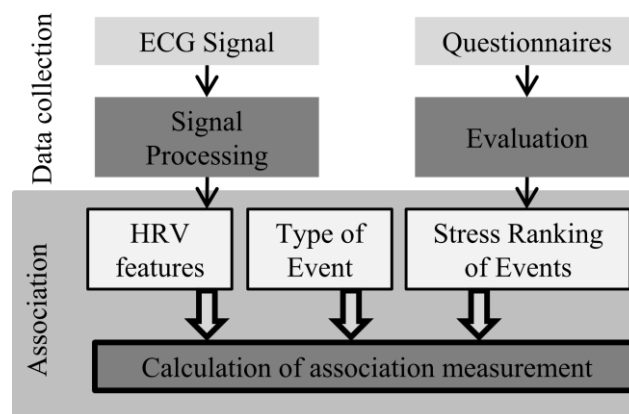 Data collection
ECG Signal
Questionnaires
Signal
Processing
Evaluation
Association
HRV
features
Type of
Event
Stress Ranking
of Events
Calculation of association measurement